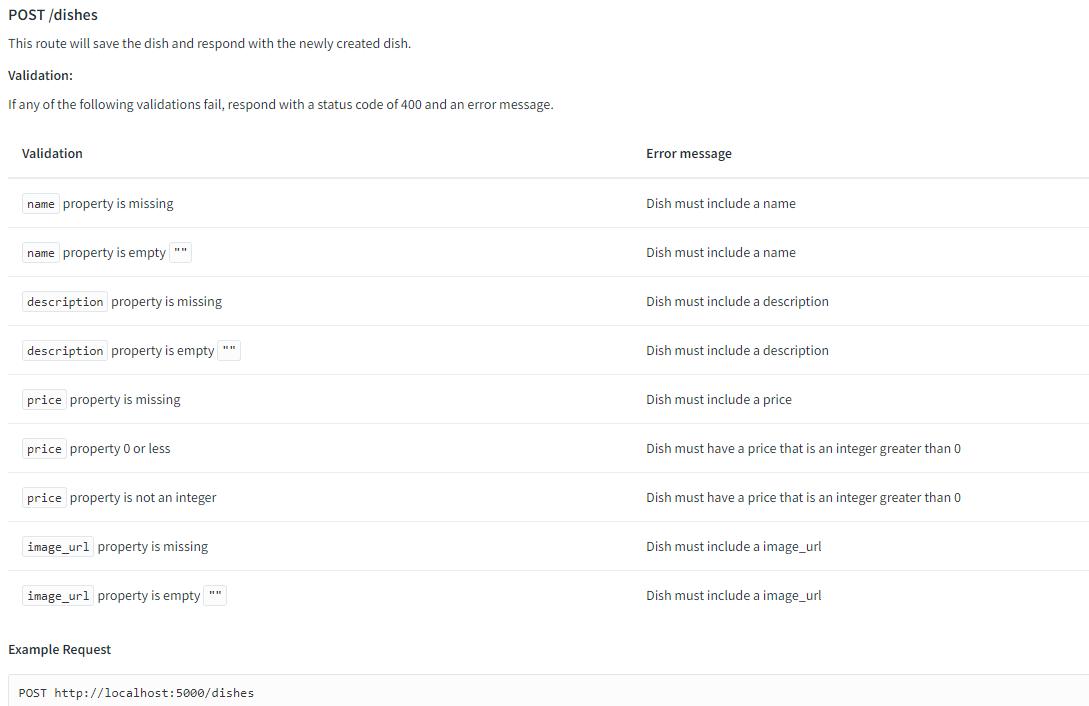 POST /dishes
This route will save the dish and respond with the newly created dish.
Validation:
If any of the following validations fail, respond with a status code of 400 and an error message.
Validation Error message
name property is missing Dish must include a name
name property is empty "" Dish must include a name
description property is missing Dish must include a description
description property is empty "" Dish must include a description
price property is missing Dish must include a price
price property 0 or less Dish must have a price that is an integer greater than 0
price property is not an integer Dish must have a price that is an integer greater than 0
image_url property is missing Dish must include a image_url
image_url property is empty "" Dish must include a image_url
Example Request
POST http://localhost:5000/dishes